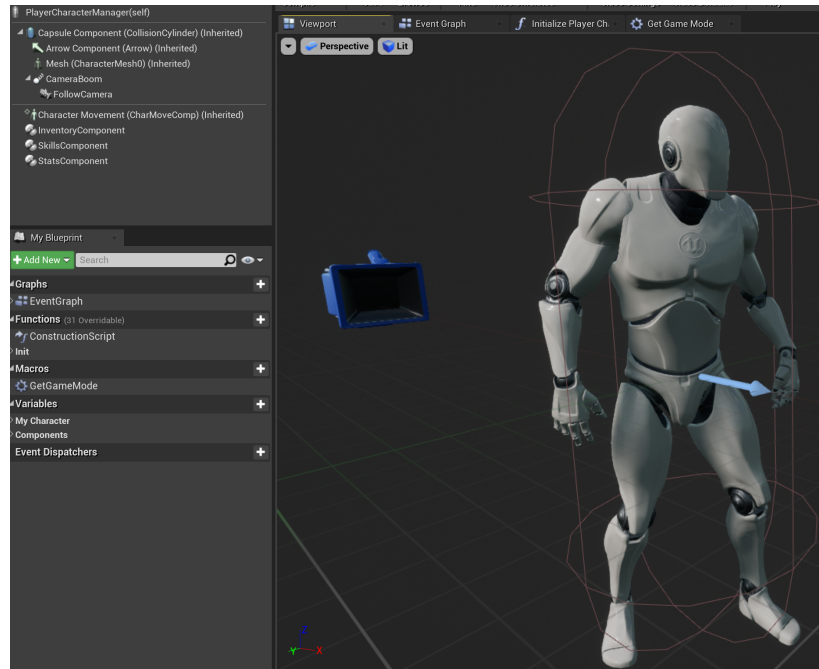 PlayerCharacterManager(self)
Capsule Component (CollisionCylinder) (Inherited)
Arrow Component (Arrow) (Inherited)
Mesh (CharacterMesh0) (Inherited)
CameraBoom
FollowCamera
Character Movement (CharMoveComp) (Inherited)
InventoryComponent
SkillsComponent
StatsComponent
My Blueprint
Add New
Search
Graphs
EventGraph
Functions (31 Overridable)
ConstructionScript
Init
Macros
GetGameMode
Variables
My Character
Components
Event Dispatchers
Viewport
Event Graph
Initialize Player Ch
Get Game Mode
Perspective
Lit
Z
Y
X